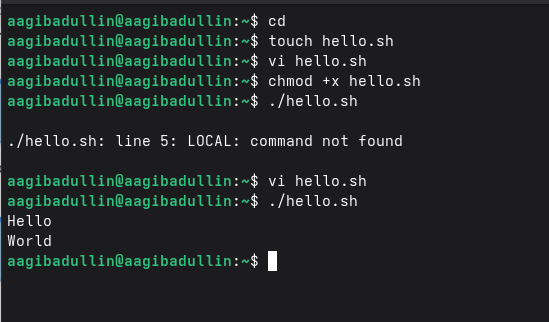 aagibadullin@aagibadullin:~$ cd
aagibadullin@aagibadullin:~$ touch hello.sh
aagibadullin@aagibadullin:~$ vi hello.sh
aagibadullin@aagibadullin:~$ chmod +x hello.sh
aagibadullin@aagibadullin:~$ ./hello.sh
./hello.sh: line 5: LOCAL: command not found
aagibadullin@aagibadullin:~$ vi hello.sh
aagibadullin@aagibadullin:~$ ./hello.sh
Hello
World
aagibadullin@aagibadullin:~$